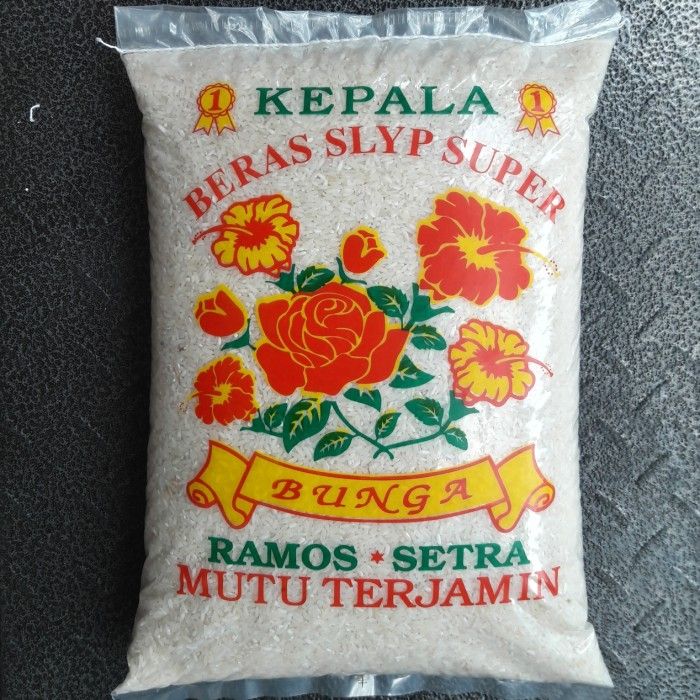 1 KEPALA 1
BERAS SLYP SUPER
BUNGA
RAMOS * SETRA
MUTU TERJAMIN